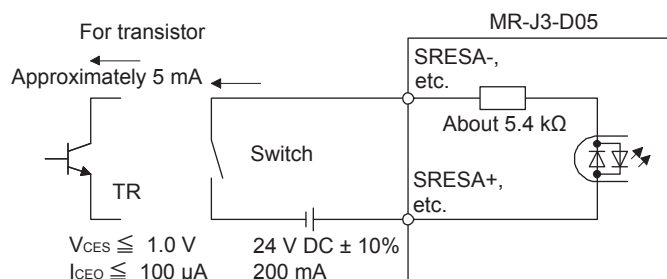 MR-J3-D05
For transistor
Approximately 5 mA
SRESA-,
etc.
About 5.4 kΩ
Switch
TR
SRESA+,
etc.
VCES ≦ 1.0 V
ICEO ≦ 100 µA
24 V DC ± 10%
200 mA